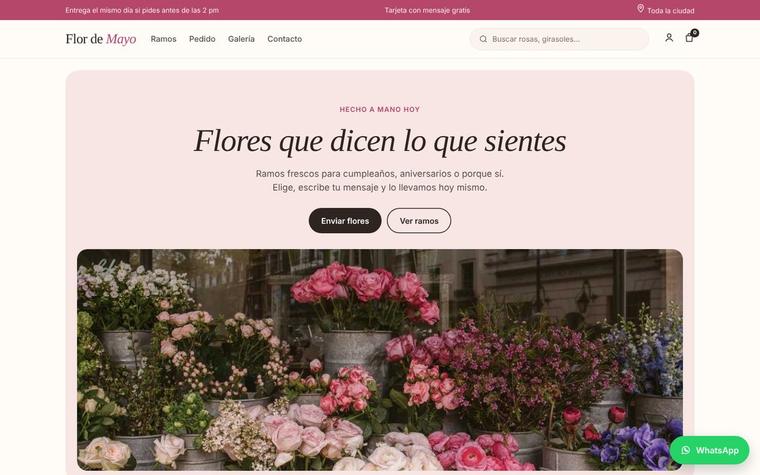 Entrega el mismo día si pides antes de las 2 pm
Tarjeta con mensaje gratis
Toda la ciudad
Flor de Mayo
Ramos
Pedido
Galería
Contacto
Buscar rosas, girasoles...
0
HECHO A MANO HOY
Flores que dicen lo que sientes
Ramos frescos para cumpleaños, aniversarios o porque sí.
Elige, escribe tu mensaje y lo llevamos hoy mismo.
Enviar flores
Ver ramos
WhatsApp